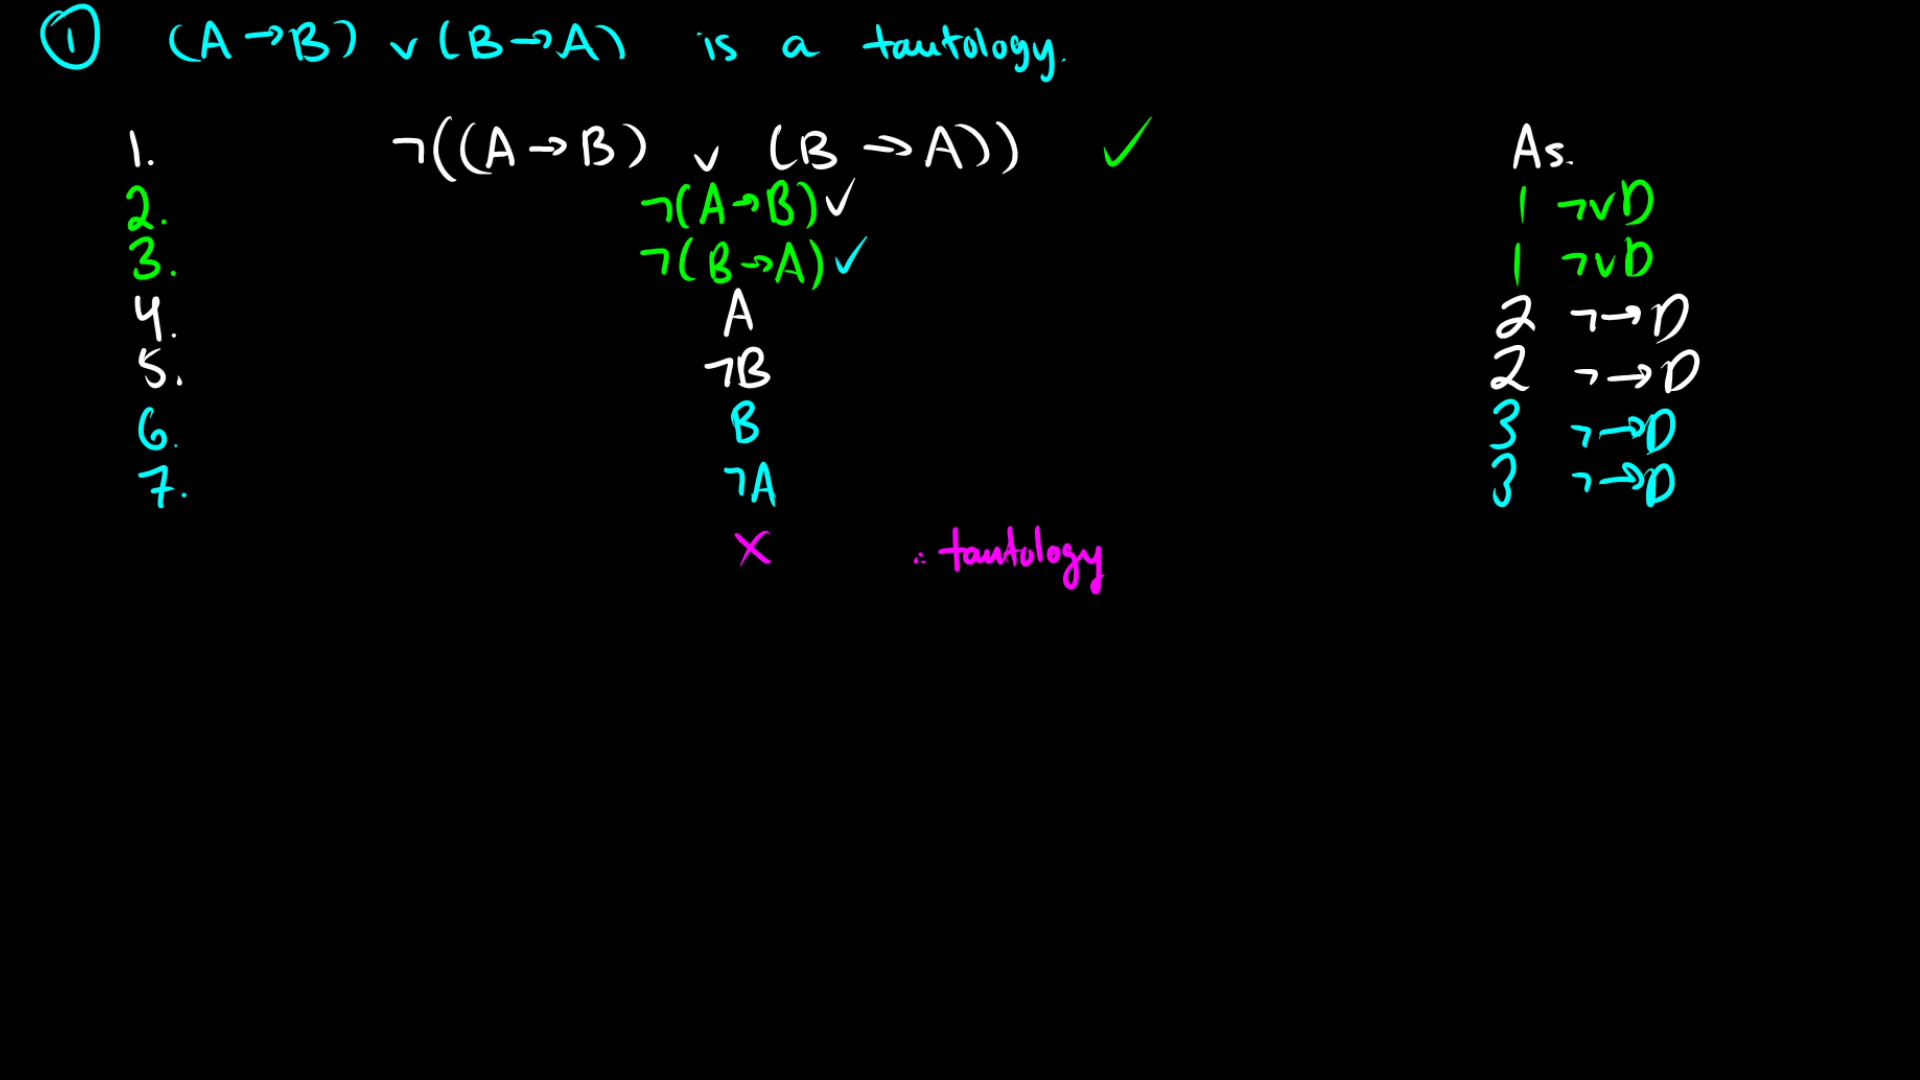 ① (A→B) ∨ (B→A) is a tautology.
1. ¬((A→B) ∨ (B→A)) ✓ As.
2. ¬(A→B) ✓ 1 ¬∨D
3. ¬(B→A) ✓ 1 ¬∨D
4. A 2 ¬→D
5. ¬B 2 ¬→D
6. B 3 ¬→D
7. ¬A 3 ¬→D
× ∴ tautology